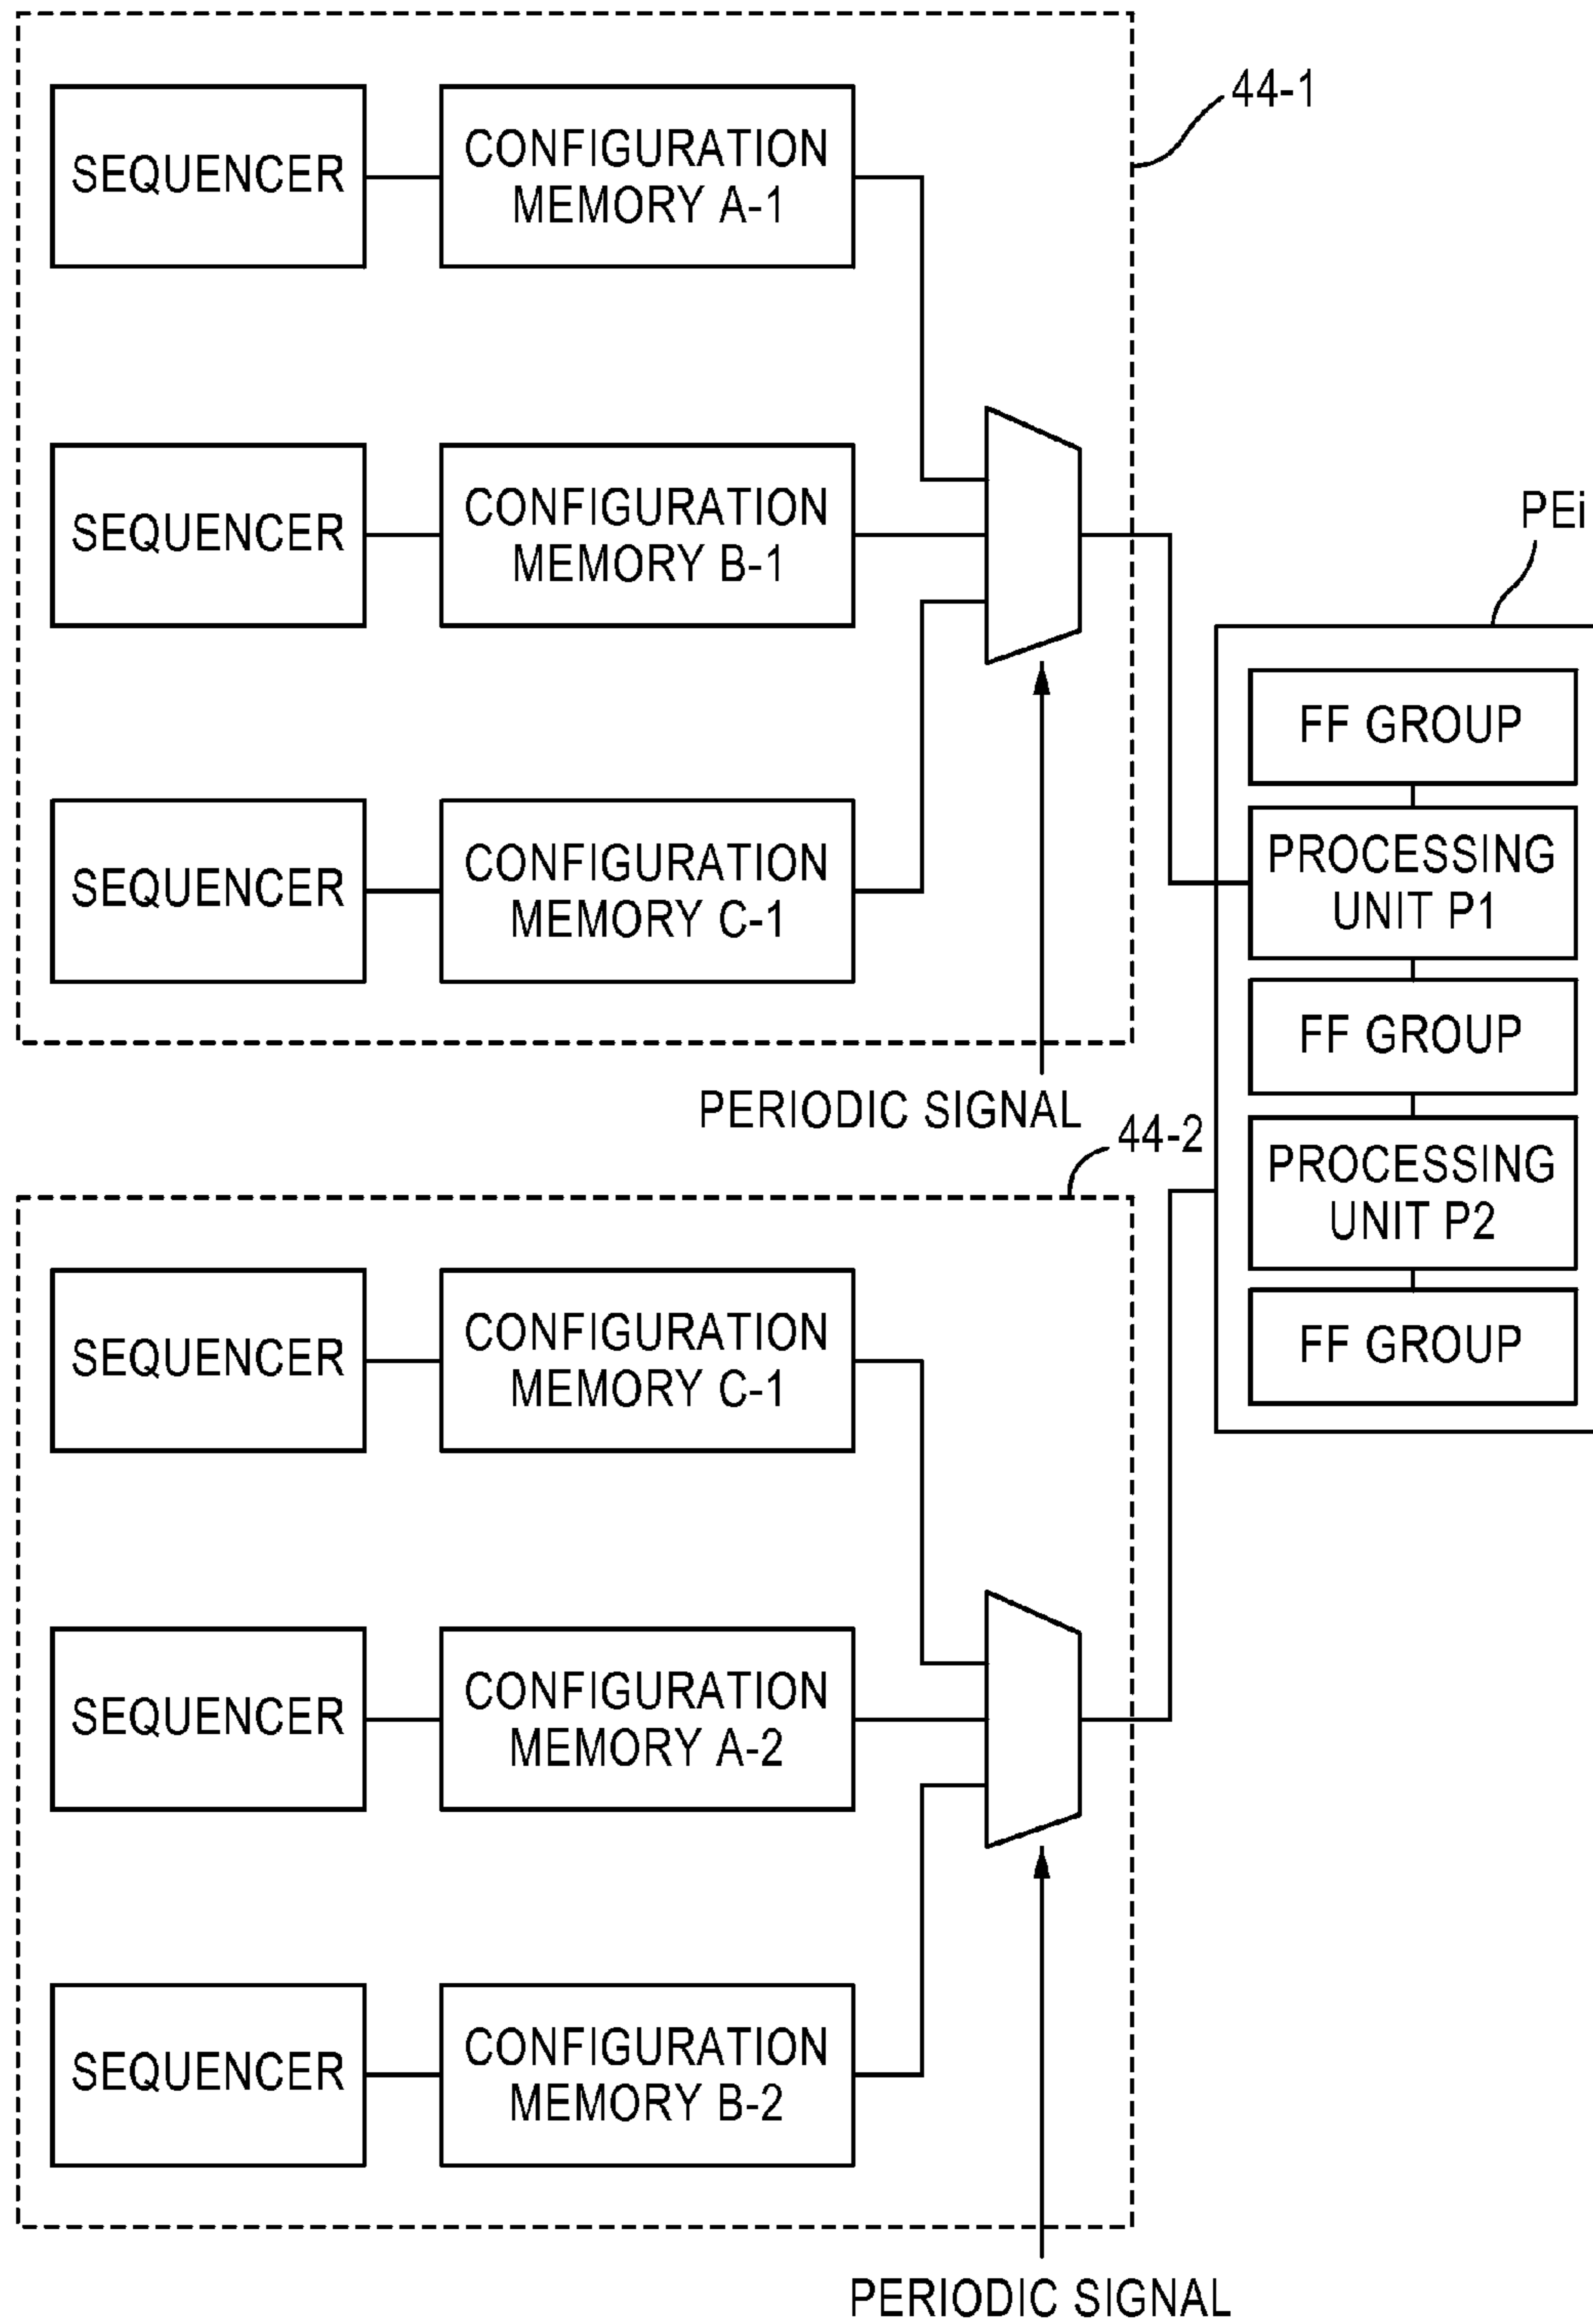 44-1
SEQUENCER
CONFIGURATION
MEMORY A-1
SEQUENCER
CONFIGURATION
MEMORY B-1
SEQUENCER
CONFIGURATION
MEMORY C-1
PERIODIC SIGNAL
PEi
FF GROUP
PROCESSING
UNIT P1
FF GROUP
PROCESSING
UNIT P2
FF GROUP
44-2
SEQUENCER
CONFIGURATION
MEMORY C-1
SEQUENCER
CONFIGURATION
MEMORY A-2
SEQUENCER
CONFIGURATION
MEMORY B-2
PERIODIC SIGNAL